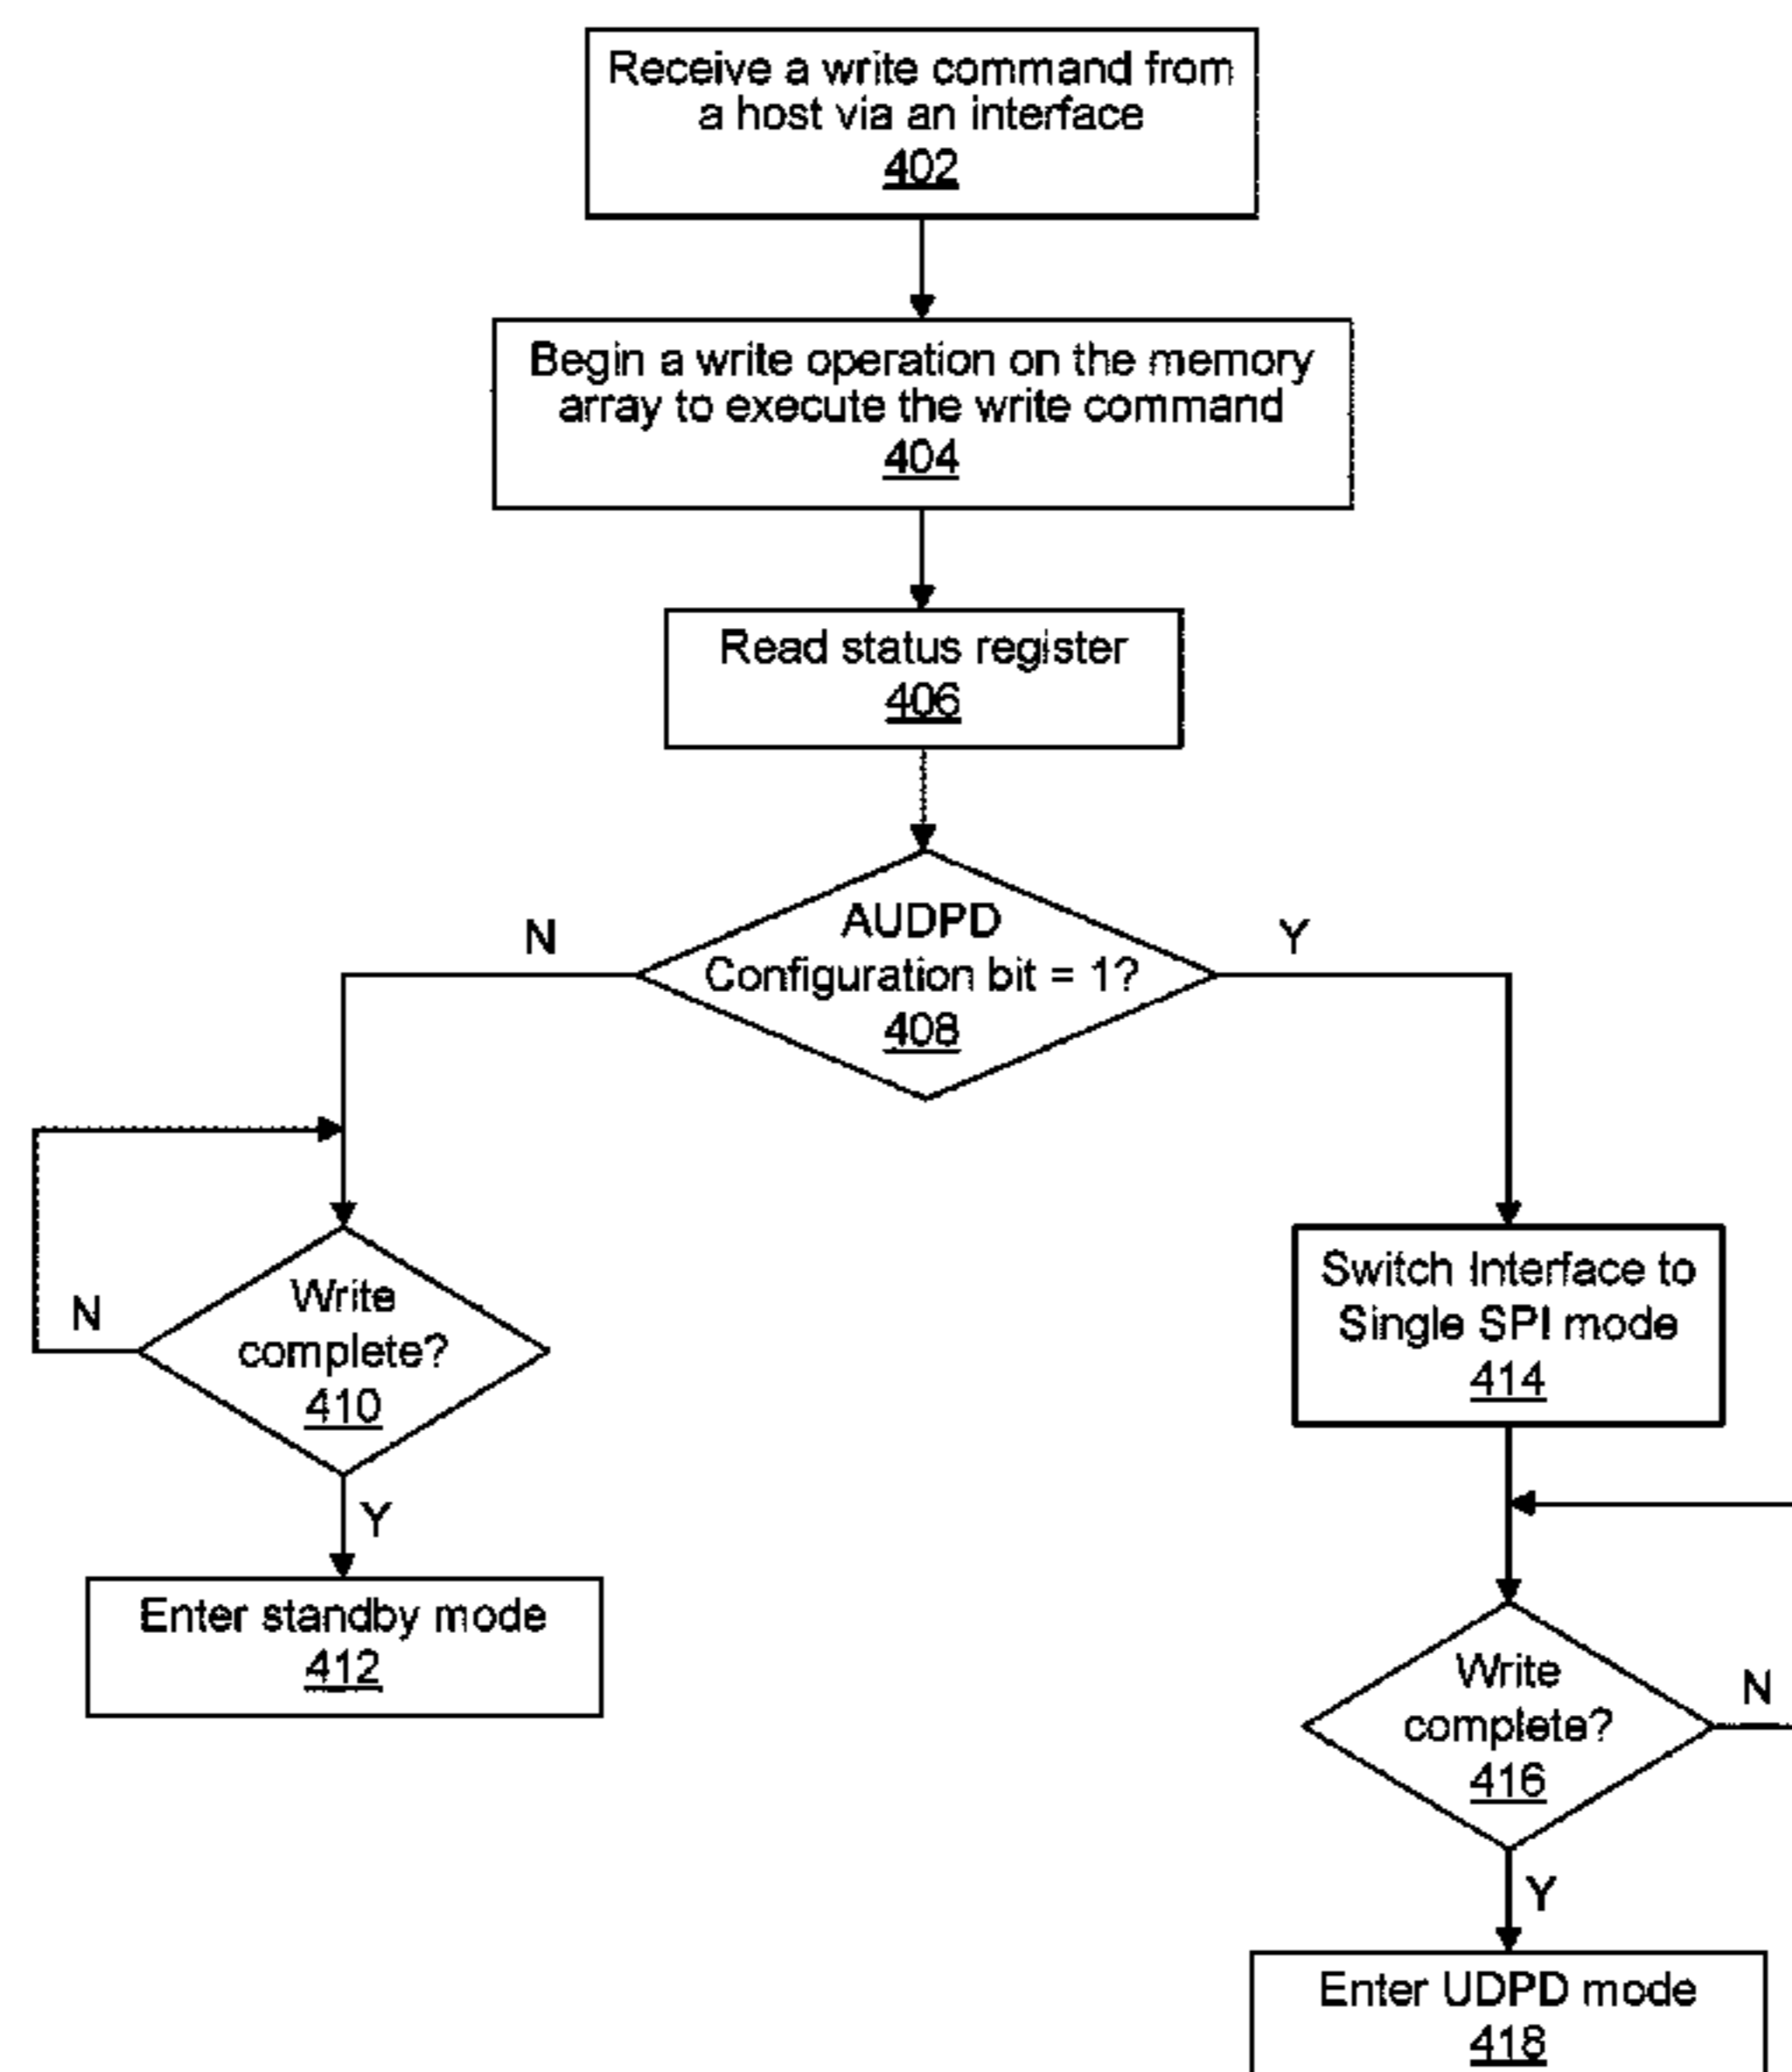 Receive a write command from
a host via an interface
402
Begin a write operation on the memory
array to execute the write command
404
Read status register
406
AUDPD
Configuration bit = 1?
408
N
Y
Write
complete?
410
N
Y
Enter standby mode
412
Switch Interface to
Single SPI mode
414
Write
complete?
416
N
Y
Enter UDPD mode
418